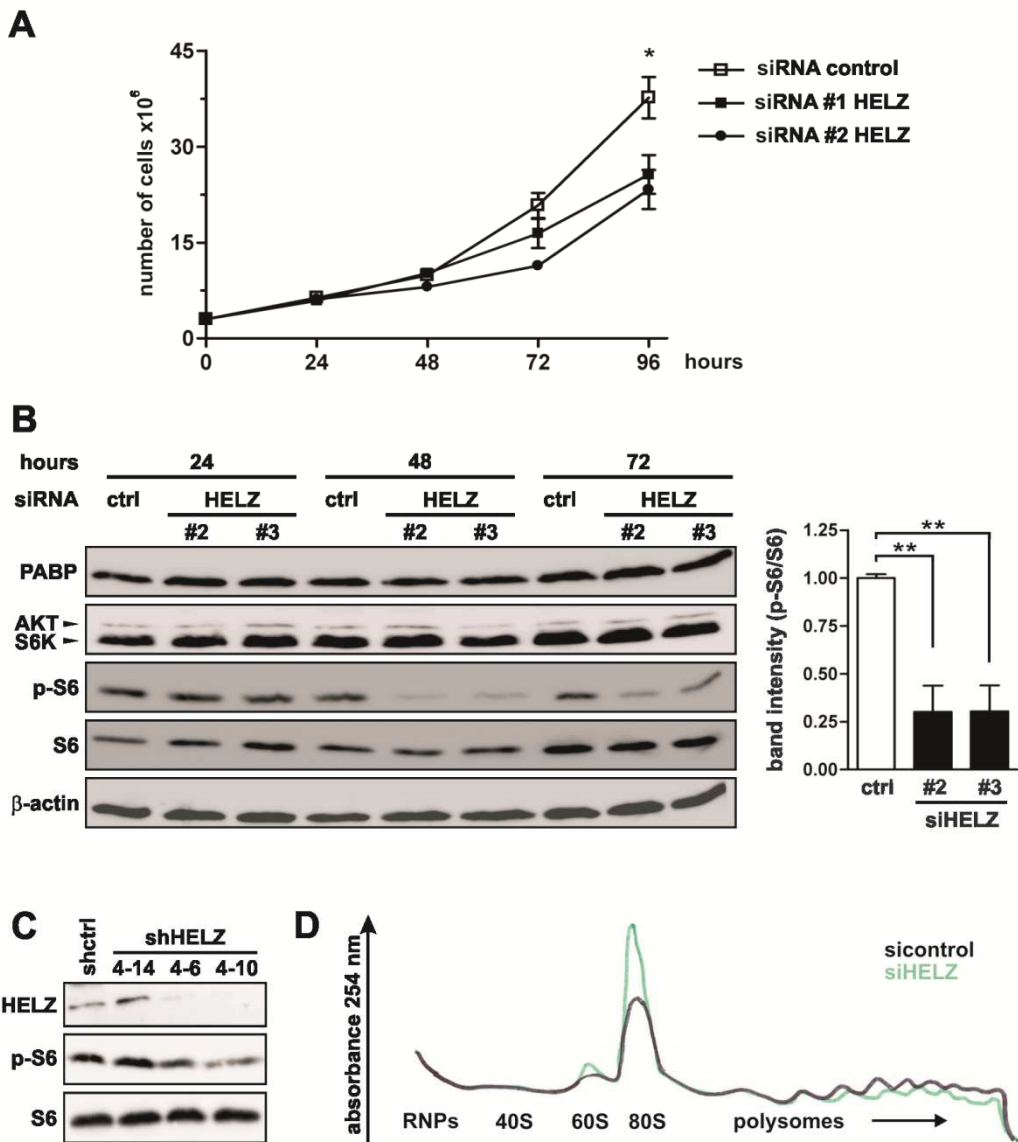 A
45
30
15
0
number of cells x10⁶
0 24 48 72 96 hours
*
siRNA control
siRNA #1 HELZ
siRNA #2 HELZ
B
hours 24 48 72
siRNA ctrl HELZ ctrl HELZ ctrl HELZ
#2 #3 #2 #3 #2 #3
PABP
AKT
S6K
p-S6
S6
β-actin
band intensity (p-S6/S6)
1.25
1.00
0.75
0.50
0.25
0.00
**
**
ctrl #2 #3
siHELZ
C
shctrl shHELZ
4-14 4-6 4-10
HELZ
p-S6
S6
D
absorbance 254 nm
sicontrol
siHELZ
RNPs 40S 60S 80S polysomes